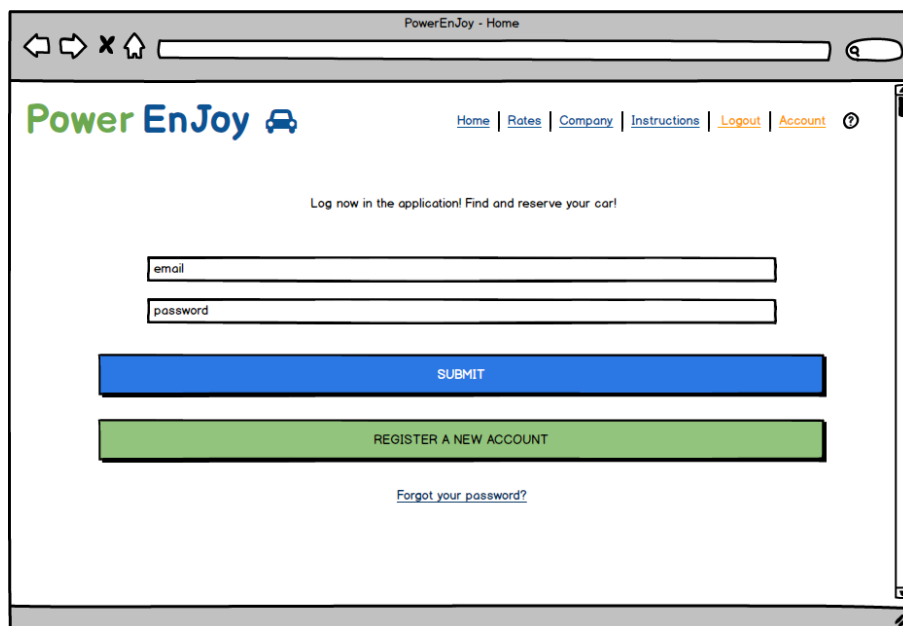 PowerEnJoy - Home
Power EnJoy
Home | Rates | Company | Instructions | Logout | Account ?
Log now in the application! Find and reserve your car!
email
password
SUBMIT
REGISTER A NEW ACCOUNT
Forgot your password?